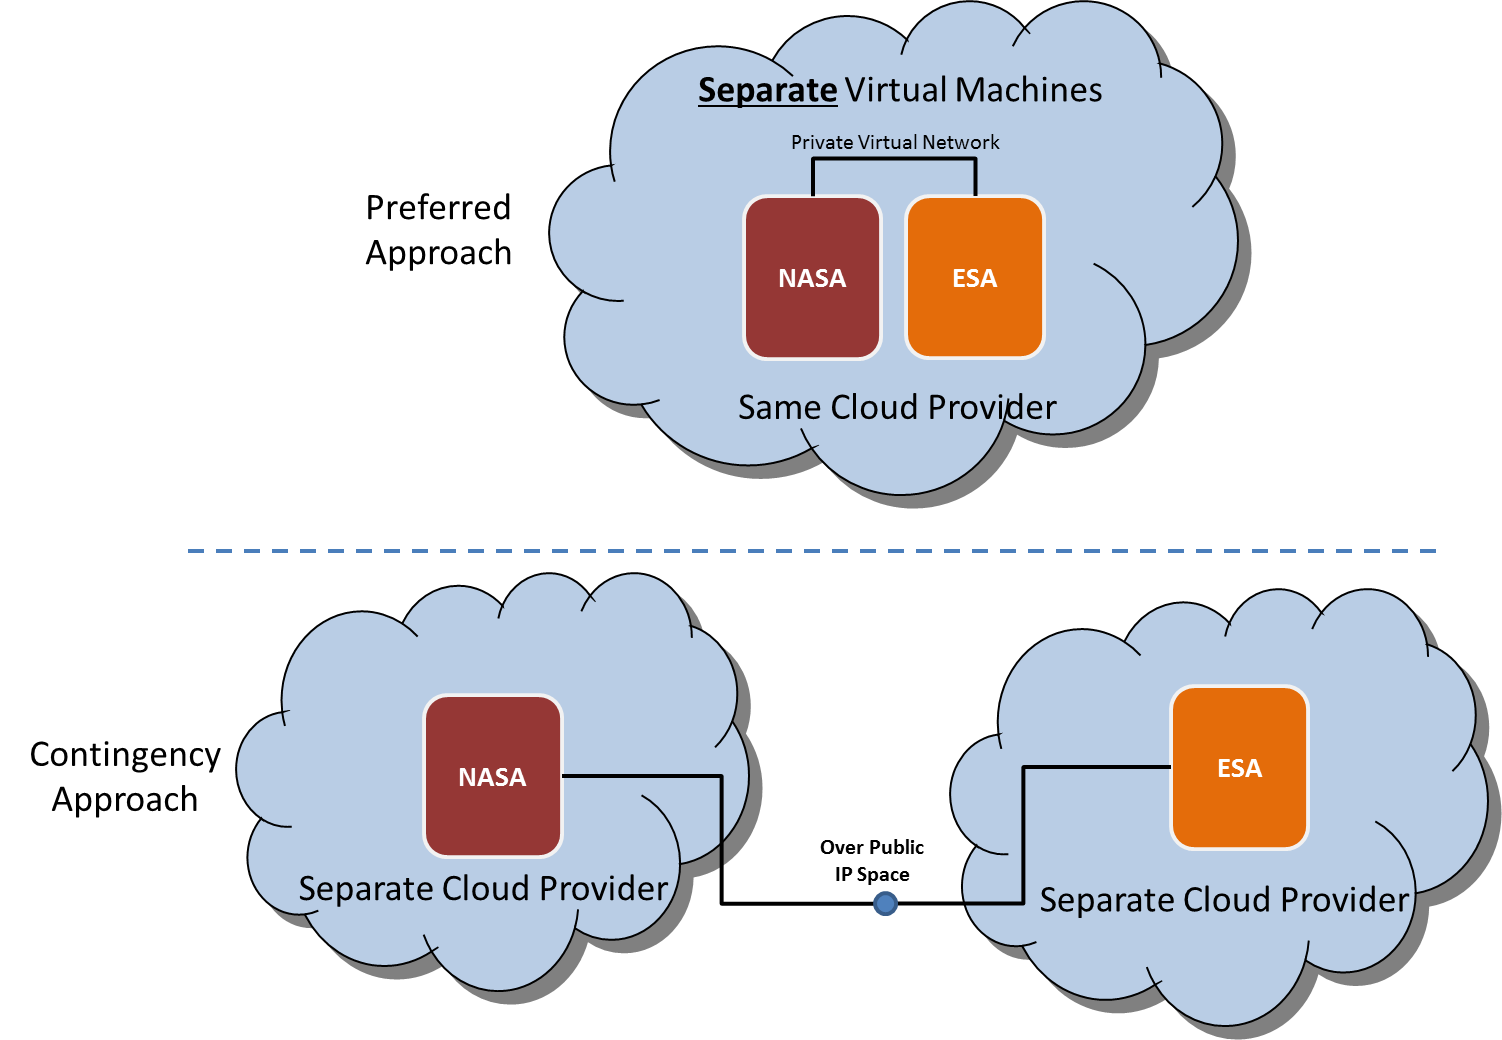 Separate Virtual Machines
Private Virtual Network
Preferred
Approach
NASA
ESA
Same Cloud Provider
Contingency
Approach
NASA
ESA
Over Public
IP Space
Separate Cloud Provider
Separate Cloud Provider